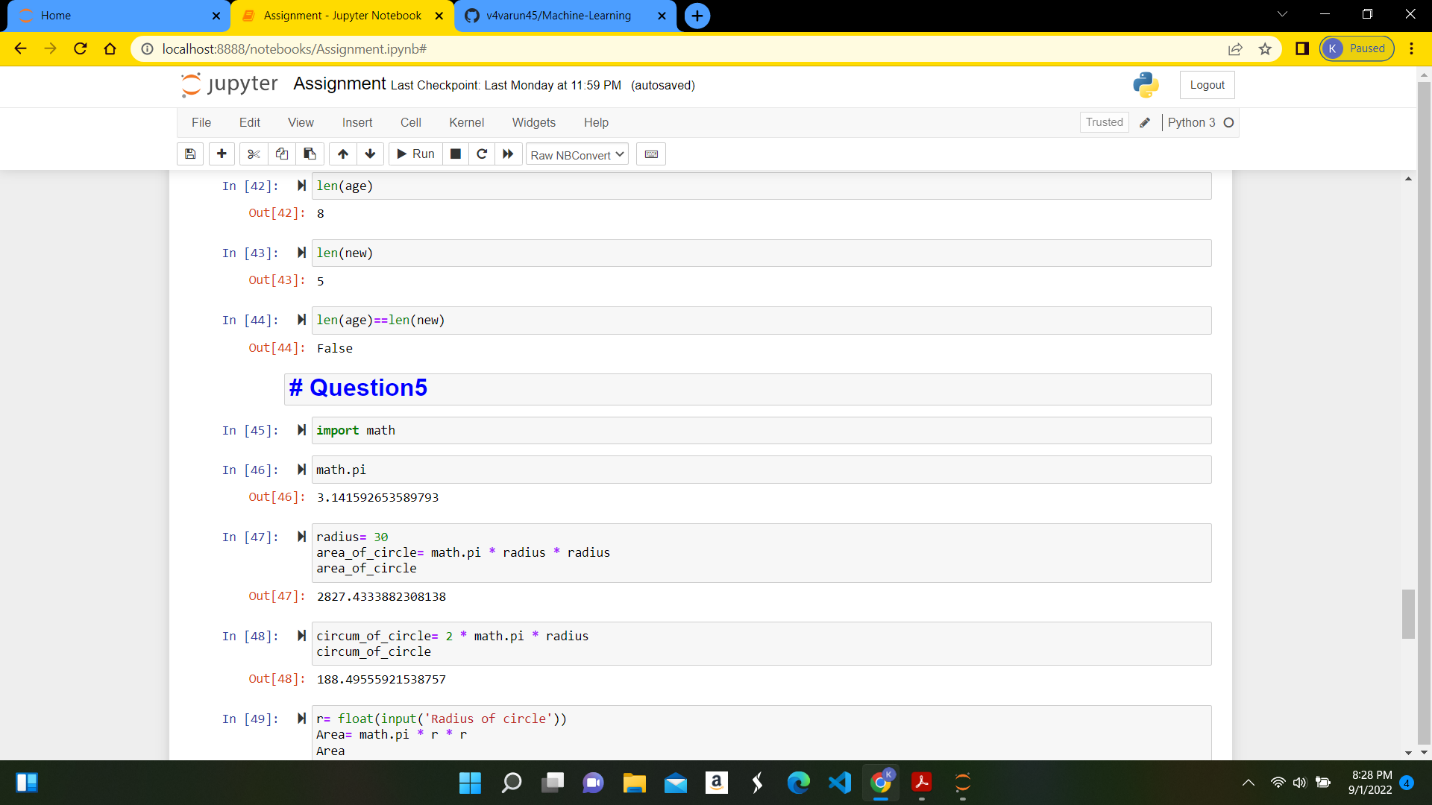 Home
Assignment - Jupyter Notebook
v4varun45/Machine-Learning
localhost:8888/notebooks/Assignment.ipynb#
K Paused
jupyter Assignment Last Checkpoint: Last Monday at 11:59 PM (autosaved)
Logout
File Edit View Insert Cell Kernel Widgets Help
Trusted
Python 3
Run
Raw NBConvert
In [42]: len(age)
Out[42]: 8
In [43]: len(new)
Out[43]: 5
In [44]: len(age)==len(new)
Out[44]: False
# Question5
In [45]: import math
In [46]: math.pi
Out[46]: 3.141592653589793
In [47]: radius= 30
area_of_circle= math.pi * radius * radius
area_of_circle
Out[47]: 2827.4333882308138
In [48]: circum_of_circle= 2 * math.pi * radius
circum_of_circle
Out[48]: 188.49555921538757
In [49]: r= float(input('Radius of circle'))
Area= math.pi * r * r
Area
a
K
8:28 PM
9/1/2022
4